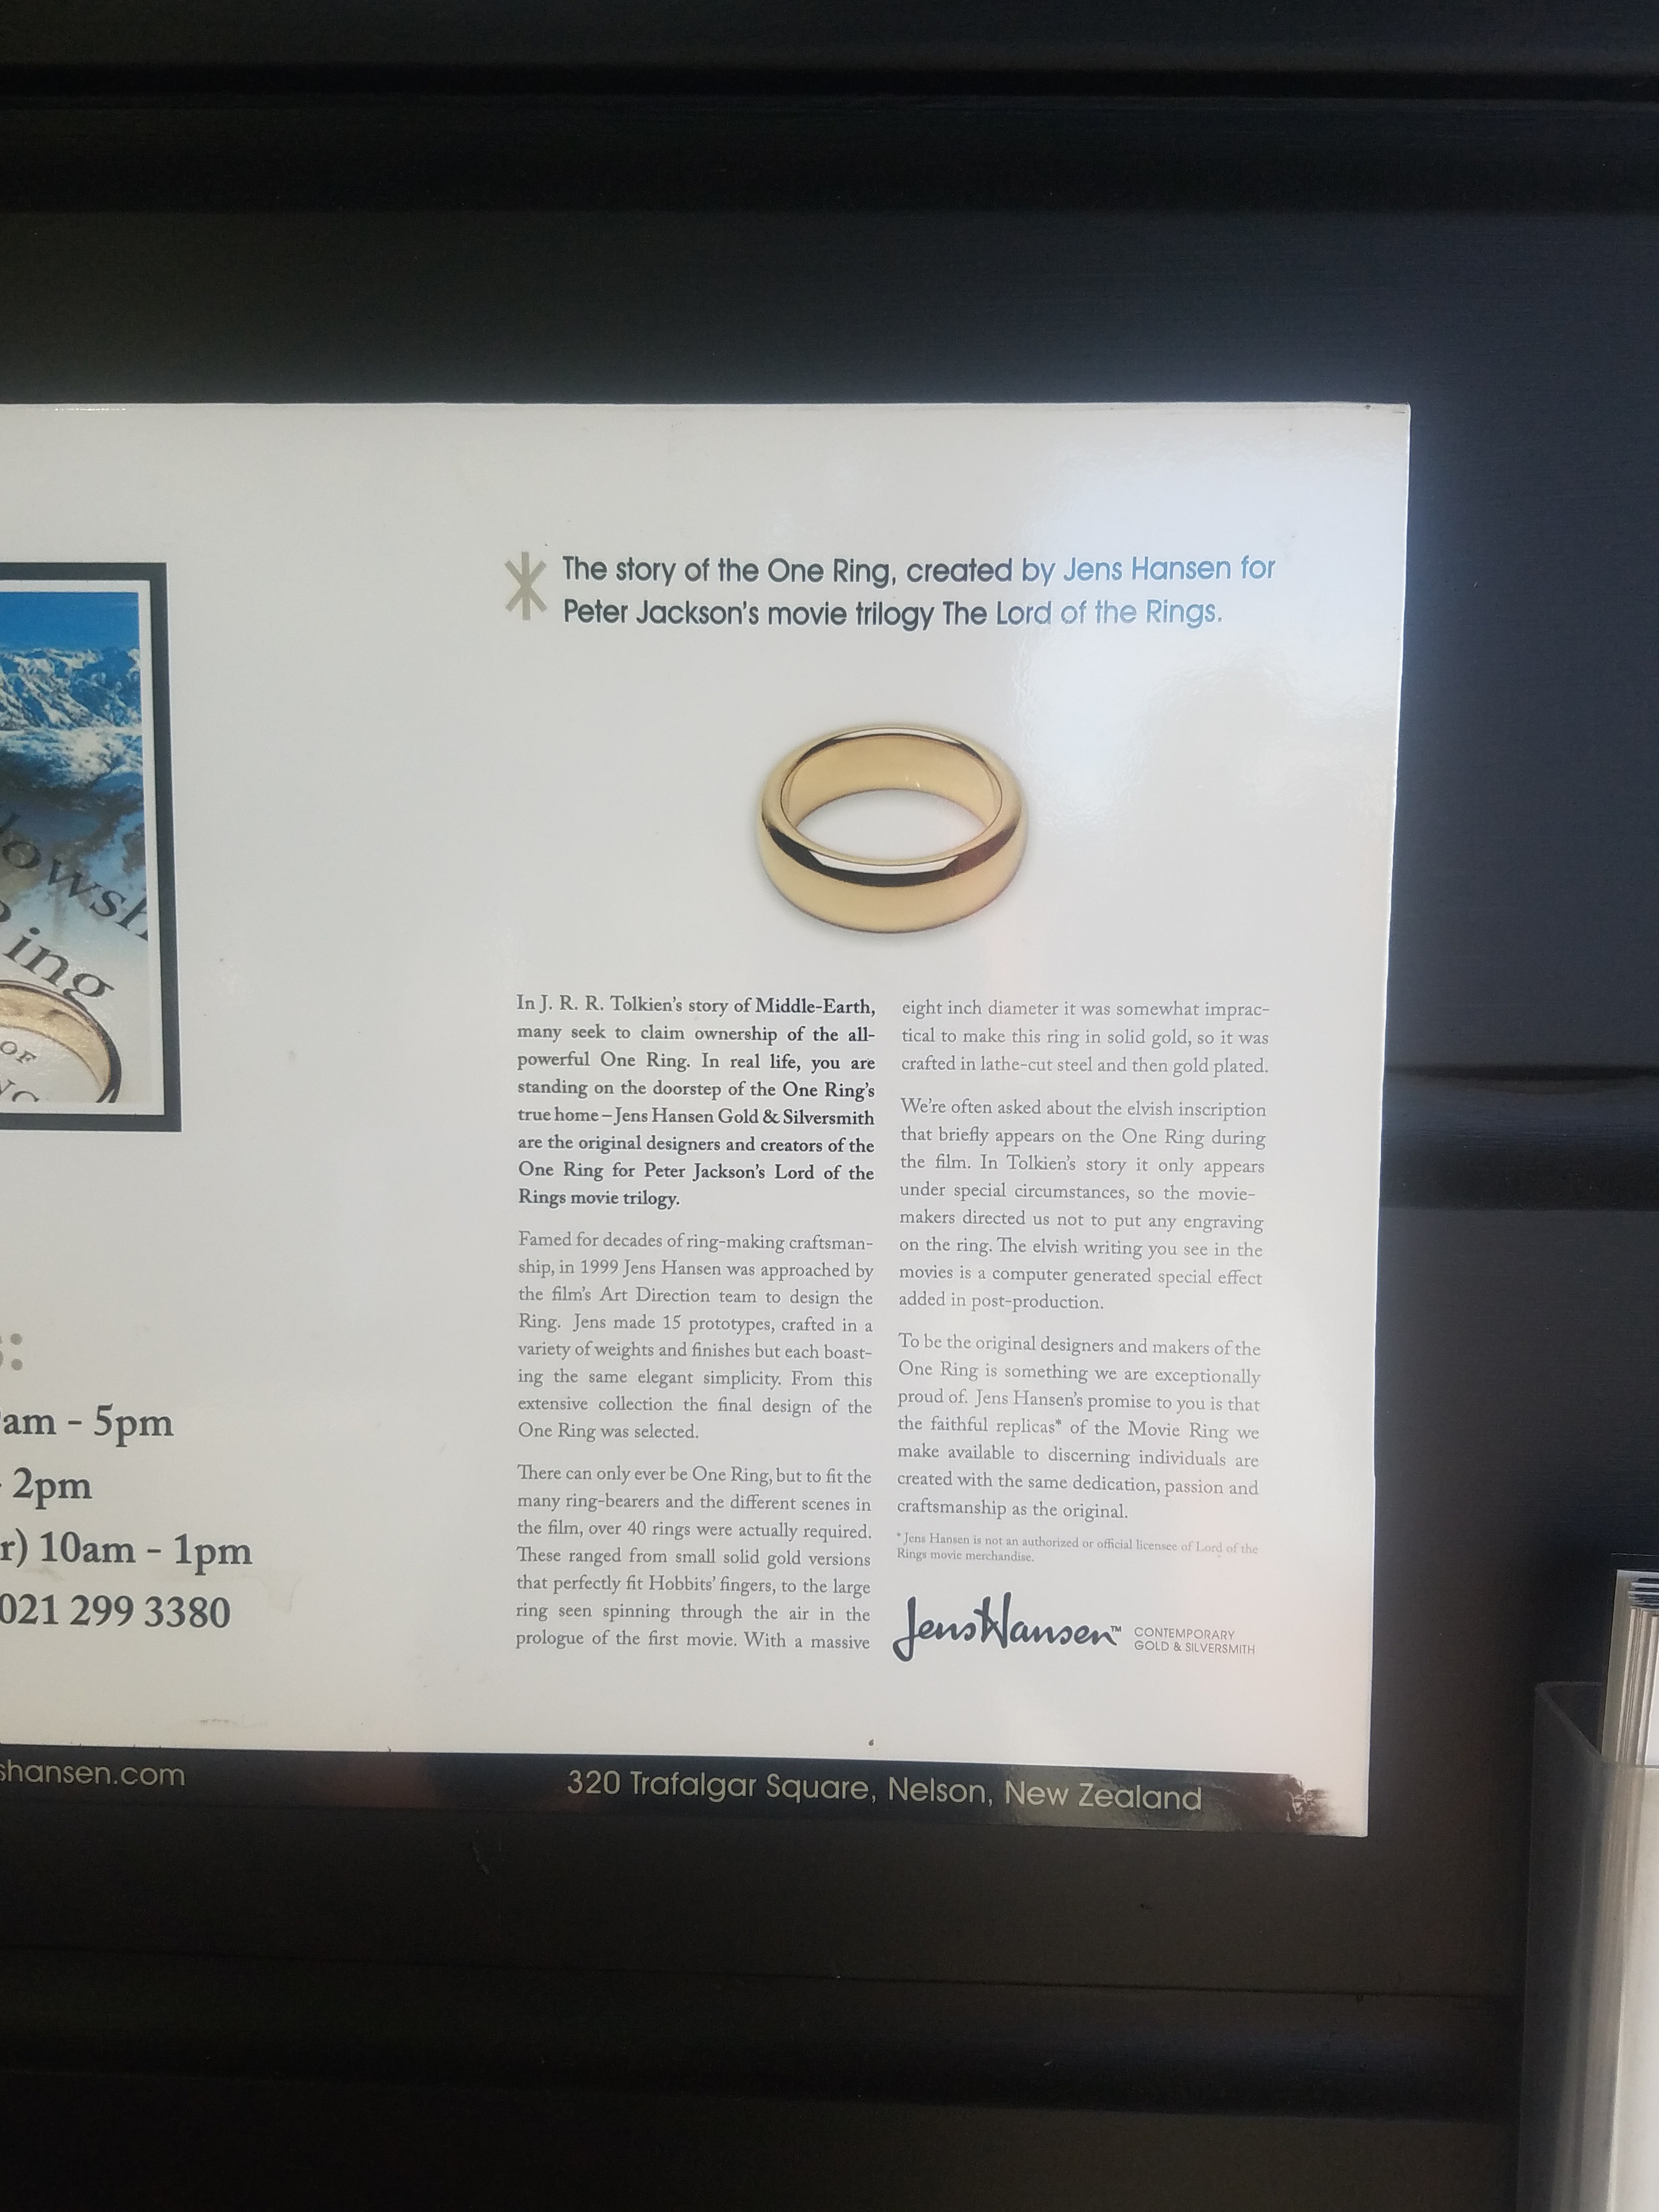 The story of the One Ring, created by Jens Hansen for
Peter Jackson's movie trilogy The Lord of the Rings.
In J. R. R. Tolkien's story of Middle-Earth,
many seek to claim ownership of the all-
powerful One Ring. In real life, you are
standing on the doorstep of the One Ring's
true home – Jens Hansen Gold & Silversmith
are the original designers and creators of the
One Ring for Peter Jackson's Lord of the
Rings movie trilogy.
Famed for decades of ring-making craftsman-
ship, in 1999 Jens Hansen was approached by
the film's Art Direction team to design the
Ring. Jens made 15 prototypes, crafted in a
variety of weights and finishes but each boast-
ing the same elegant simplicity. From this
extensive collection the final design of the
One Ring was selected.
There can only ever be One Ring, but to fit the
many ring-bearers and the different scenes in
the film, over 40 rings were actually required.
These ranged from small solid gold versions
that perfectly fit Hobbits' fingers, to the large
ring seen spinning through the air in the
prologue of the first movie. With a massive
eight inch diameter it was somewhat imprac-
tical to make this ring in solid gold, so it was
crafted in lathe-cut steel and then gold plated.
We're often asked about the elvish inscription
that briefly appears on the One Ring during
the film. In Tolkien's story it only appears
under special circumstances, so the movie-
makers directed us not to put any engraving
on the ring. The elvish writing you see in the
movies is a computer generated special effect
added in post-production.
To be the original designers and makers of the
One Ring is something we are exceptionally
proud of. Jens Hansen's promise to you is that
the faithful replicas* of the Movie Ring we
make available to discerning individuals are
created with the same dedication, passion and
craftsmanship as the original.
* Jens Hansen is not an authorized or official licensee of Lord of the
Rings movie merchandise.
Jens Hansen™ CONTEMPORARY
GOLD & SILVERSMITH
320 Trafalgar Square, Nelson, New Zealand
owsh
ing
OF
am - 5pm
- 2pm
r) 10am - 1pm
021 299 3380
shansen.com